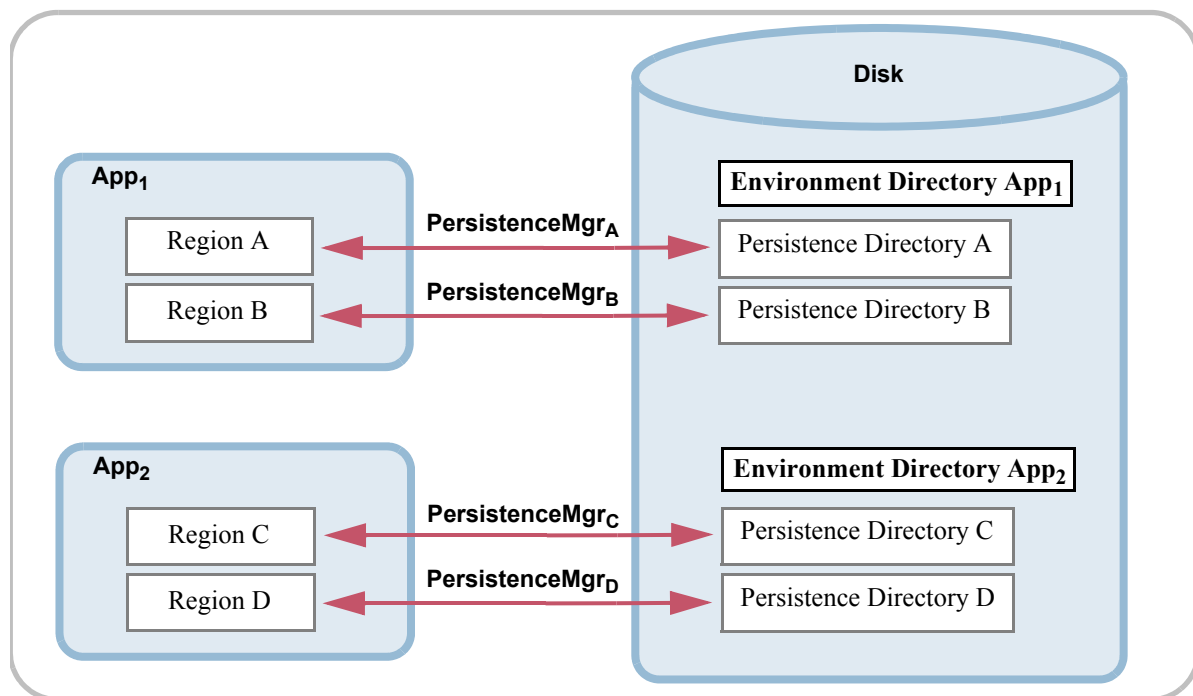 Disk
App1
Environment Directory App1
Region A
PersistenceMgrA
Persistence Directory A
Region B
PersistenceMgrB
Persistence Directory B
App2
Environment Directory App2
Region C
PersistenceMgrC
Persistence Directory C
Region D
PersistenceMgrD
Persistence Directory D